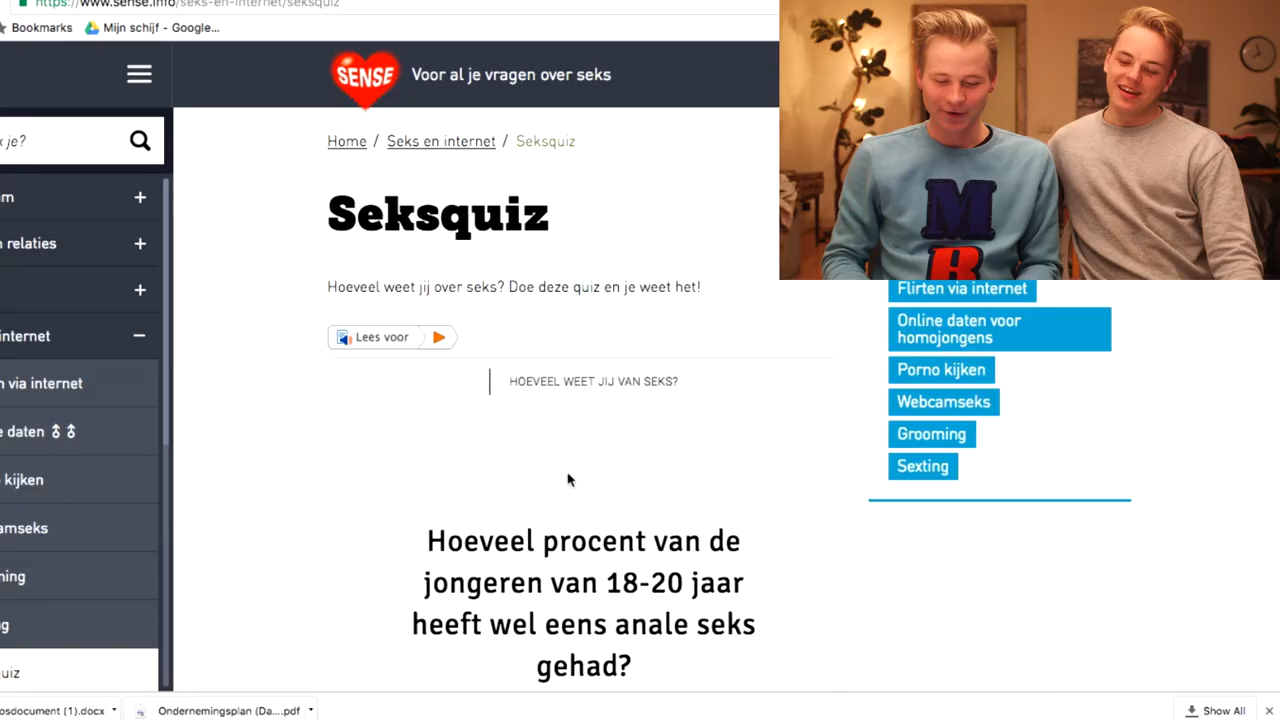 https://www.sense.info/seks-en-internet/seksquiz
Bookmarks
Mijn schijf - Google...
SENSE
Voor al je vragen over seks
k je?
Home / Seks en internet / Seksquiz
m
n relaties
internet
n via internet
e daten
kijken
amseks
ning
g
uiz
Seksquiz
Hoeveel weet jij over seks? Doe deze quiz en je weet het!
Lees voor
HOEVEEL WEET JIJ VAN SEKS?
Hoeveel procent van de
jongeren van 18-20 jaar
heeft wel eens anale seks
gehad?
M
B
Flirten via internet
Online daten voor
homojongens
Porno kijken
Webcamseks
Grooming
Sexting
osdocument (1).docx
Ondernemingsplan (Da....pdf
Show All